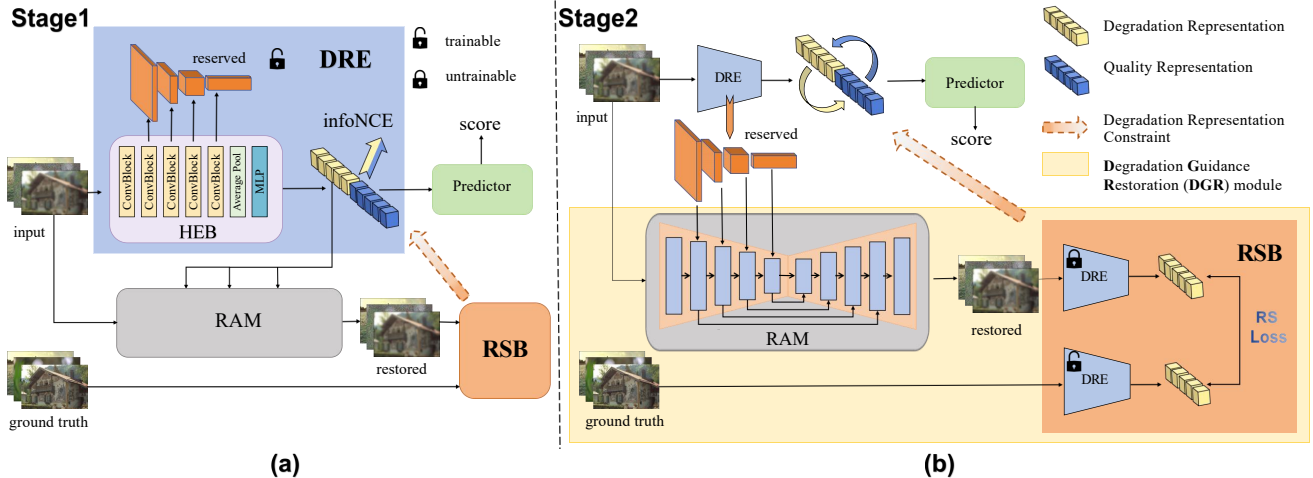 Stage1
reserved
DRE
trainable
untrainable
infoNCE
score
ConvBlock
ConvBlock
ConvBlock
ConvBlock
ConvBlock
Average Pool
MLP
Predictor
input
HEB
RAM
RSB
restored
ground truth
(a)
Stage2
DRE
Degradation Representation
Quality Representation
Predictor
input
score
reserved
Degradation Representation
Constraint
Degradation Guidance
Restoration (DGR) module
RSB
DRE
RAM
restored
RS
Loss
DRE
ground truth
(b)